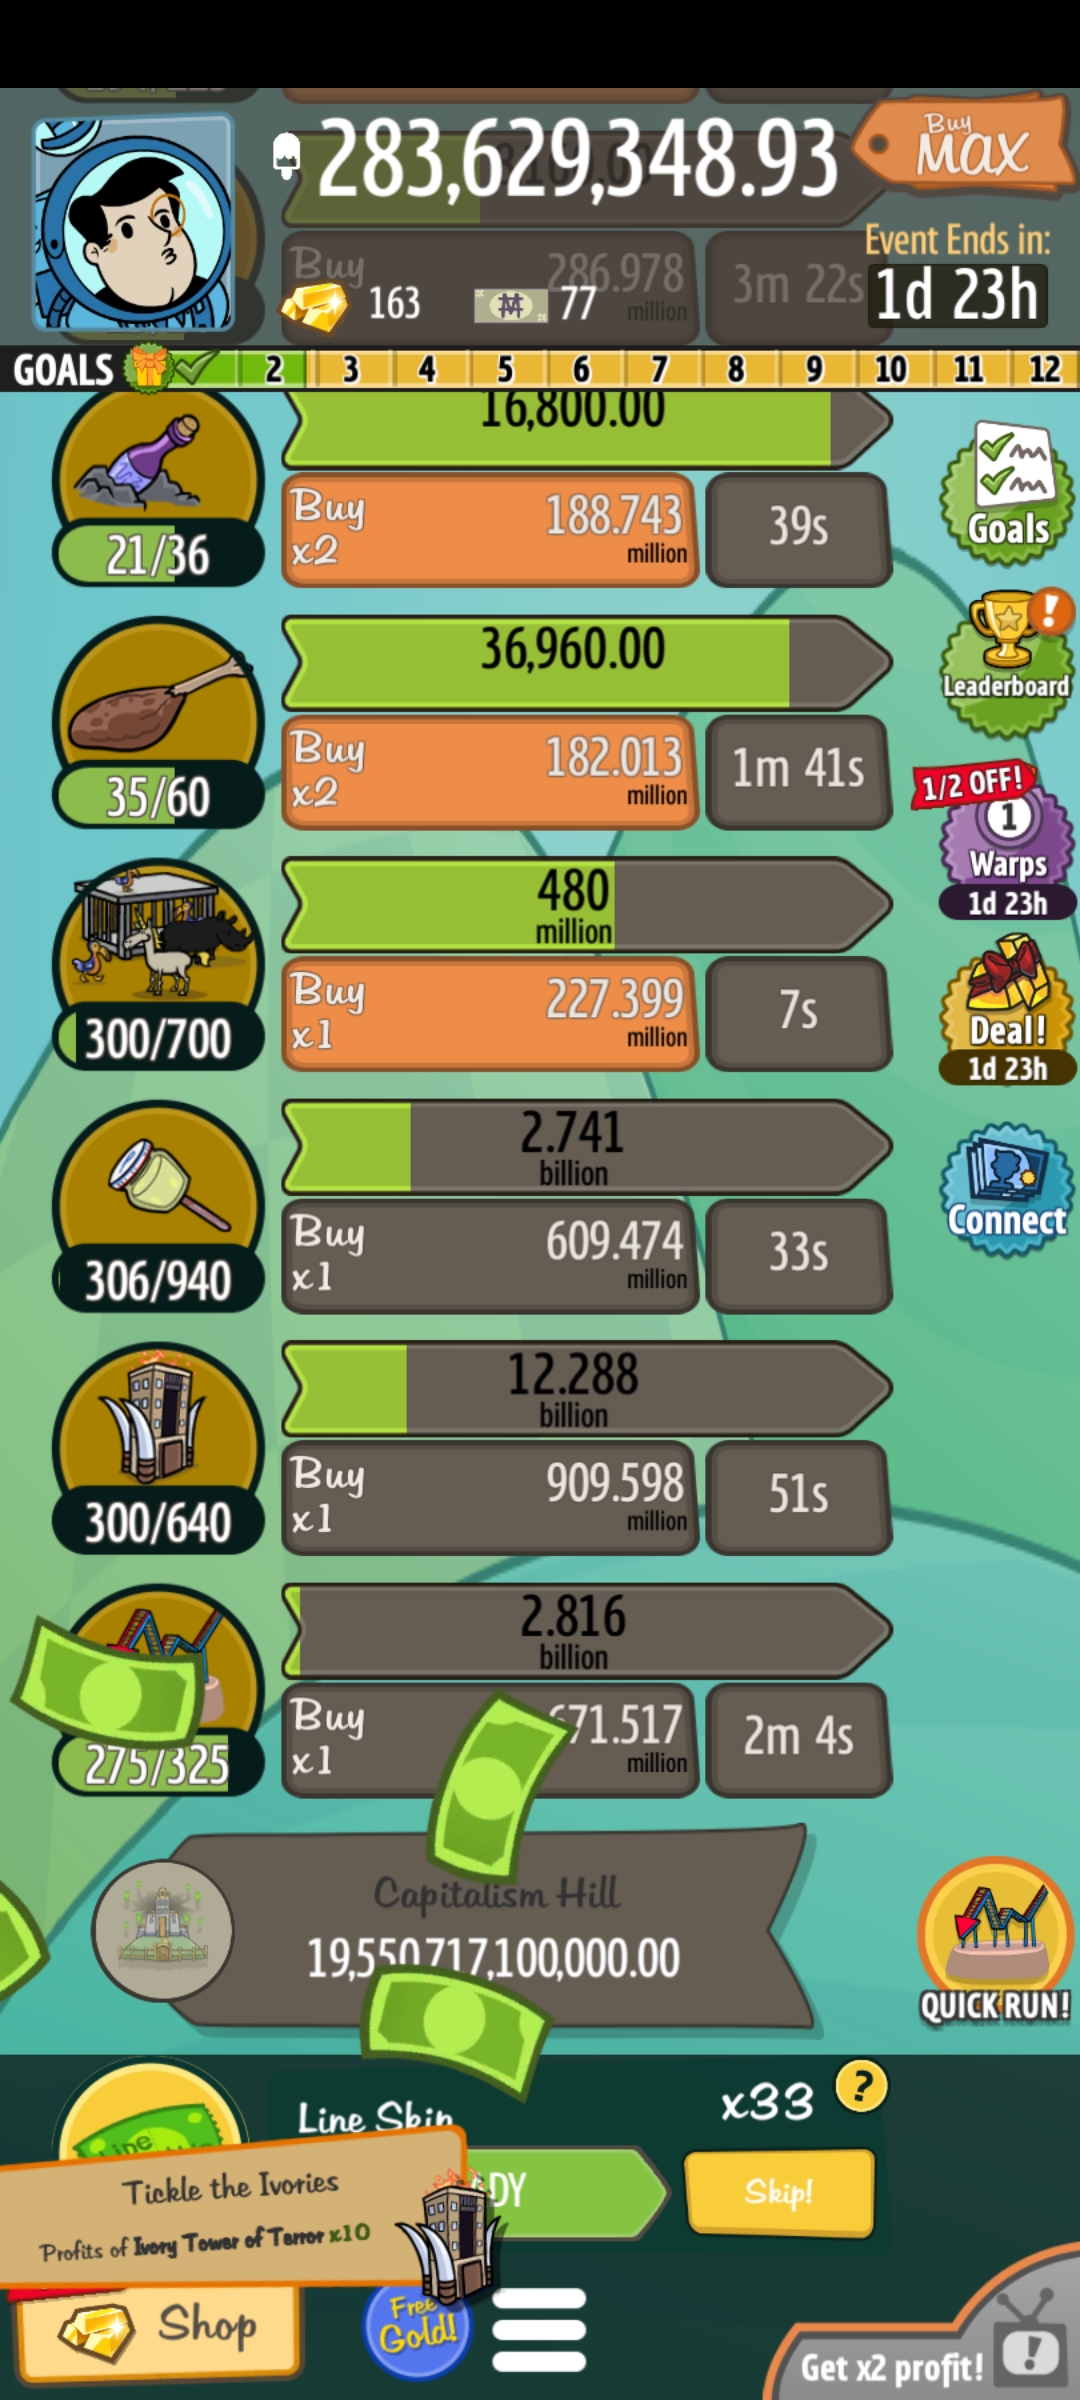 283,629,348.93
Buy
MAX
Buy
286.978
million
3m 22s
163
77
Event Ends in:
1d 23h
GOALS
2
3
4
5
6
7
8
9
10
11
12
16,800.00
21/36
Buy
x2
188.743
million
39s
Goals
36,960.00
35/60
Buy
x2
182.013
million
1m 41s
Leaderboard
1/2 OFF!
1
Warps
1d 23h
480
million
300/700
Buy
x1
227.399
million
7s
Deal!
1d 23h
2.741
billion
306/940
Buy
x1
609.474
million
33s
Connect
12.288
billion
300/640
Buy
x1
909.598
million
51s
2.816
billion
275/325
Buy
x1
671.517
million
2m 4s
Capitalism Hill
19,550,717,100,000.00
QUICK RUN!
Line Skip
x33
?
DY
Skip!
Tickle the Ivories
Profits of Ivory Tower of Terror x10
Shop
Free
Gold!
Get x2 profit!